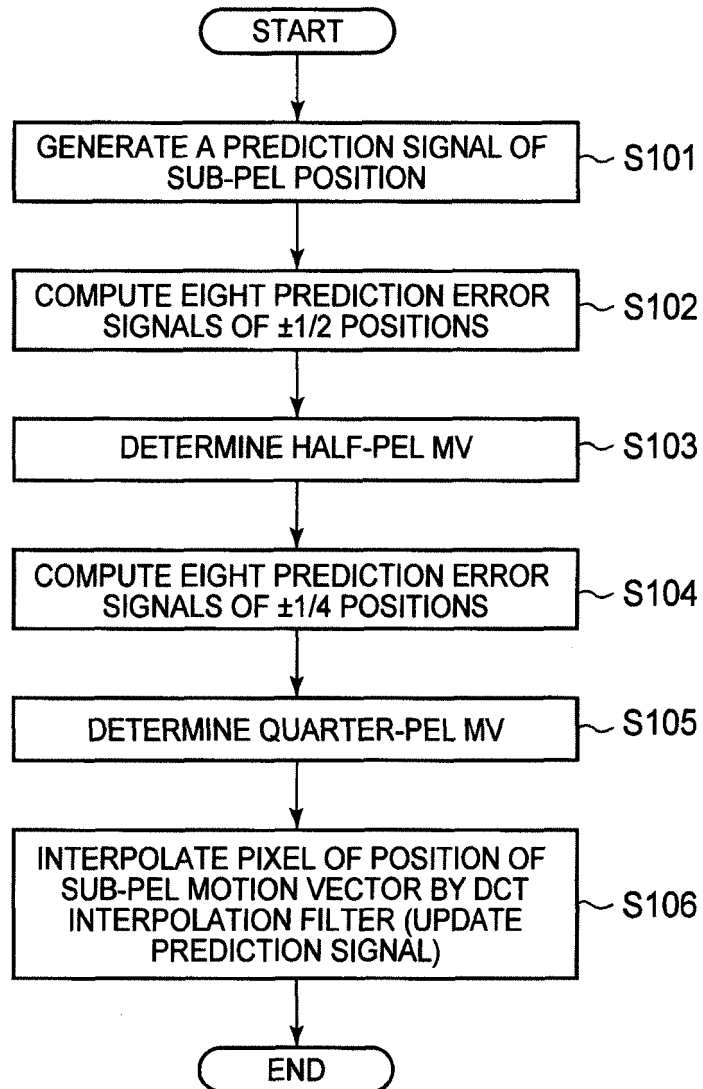 START
GENERATE A PREDICTION SIGNAL OF
SUB-PEL POSITION
S101
COMPUTE EIGHT PREDICTION ERROR
SIGNALS OF ±1/2 POSITIONS
S102
DETERMINE HALF-PEL MV
S103
COMPUTE EIGHT PREDICTION ERROR
SIGNALS OF ±1/4 POSITIONS
S104
DETERMINE QUARTER-PEL MV
S105
INTERPOLATE PIXEL OF POSITION OF
SUB-PEL MOTION VECTOR BY DCT
INTERPOLATION FILTER (UPDATE
PREDICTION SIGNAL)
S106
END